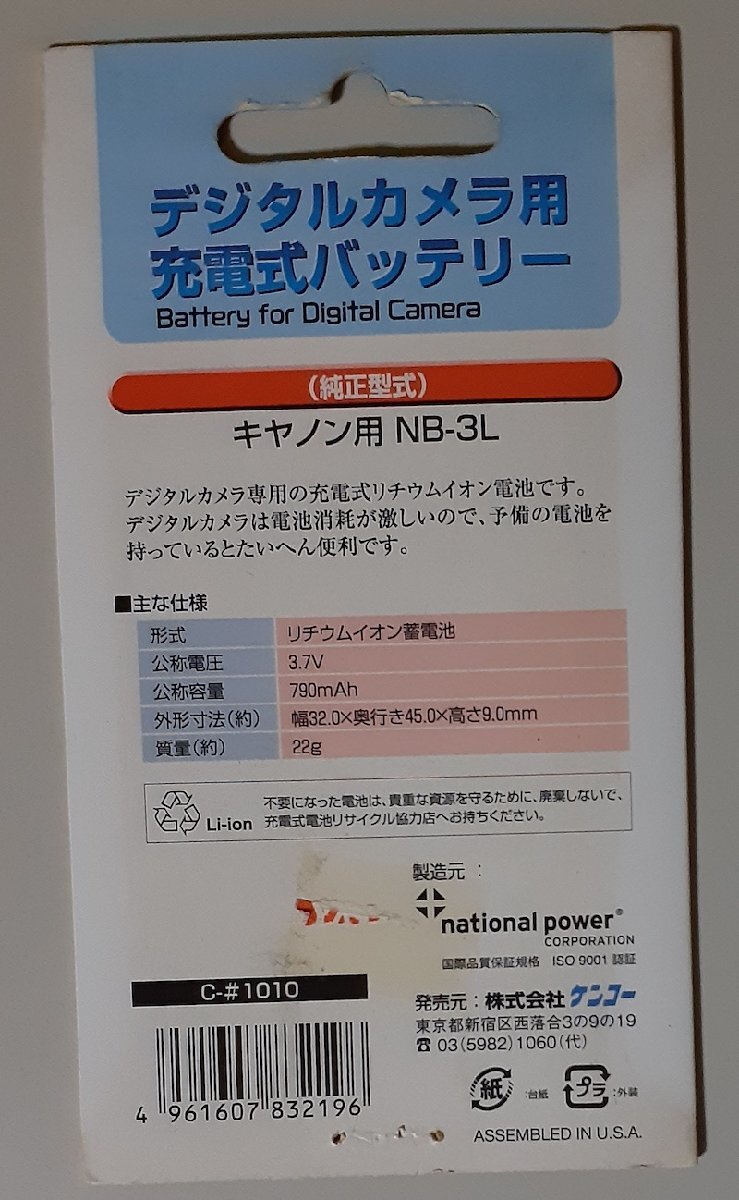 デジタルカメラ用
充電式バッテリー
Battery for Digital Camera
(純正型式)
キヤノン用 NB-3L
デジタルカメラ専用の充電式リチウムイオン電池です。
デジタルカメラは電池消耗が激しいので、予備の電池を
持っているとたいへん便利です。
■主な仕様
形式 リチウムイオン蓄電池
公称電圧 3.7V
公称容量 790mAh
外形寸法(約) 幅32.0×奥行き45.0×高さ9.0mm
質量(約) 22g
Li-ion
不要になった電池は、貴重な資源を守るために、廃棄しないで、
充電式電池リサイクル協力店へお持ちください。
製造元:
national power®
CORPORATION
国際品質保証規格 ISO 9001 認証
C-#1010
発売元:株式会社ケンコー
東京都新宿区西落合3の9の19
☎03(5982)1060(代)
4 961607 832196
紙 :台紙 プラ :外装
ASSEMBLED IN U.S.A.